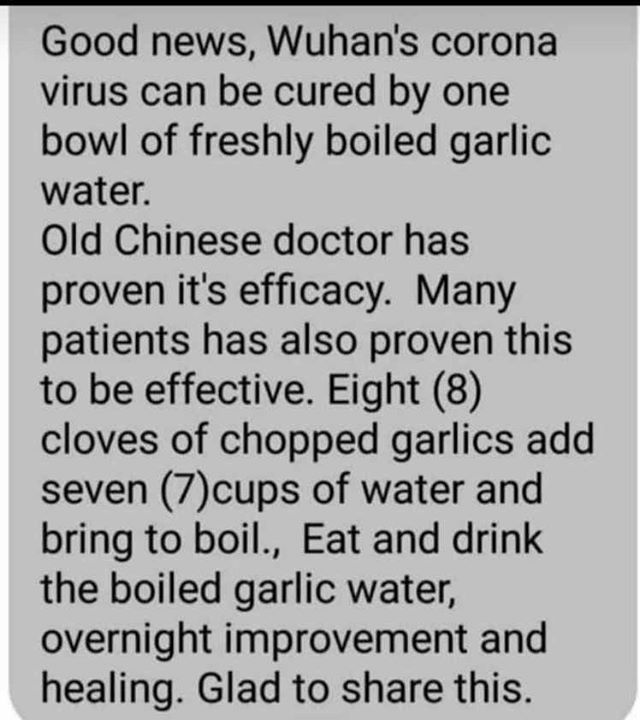 Good news, Wuhan's corona
virus can be cured by one
bowl of freshly boiled garlic
water.
Old Chinese doctor has
proven it's efficacy.  Many
patients has also proven this
to be effective. Eight (8)
cloves of chopped garlics add
seven (7)cups of water and
bring to boil.,  Eat and drink
the boiled garlic water,
overnight improvement and
healing. Glad to share this.